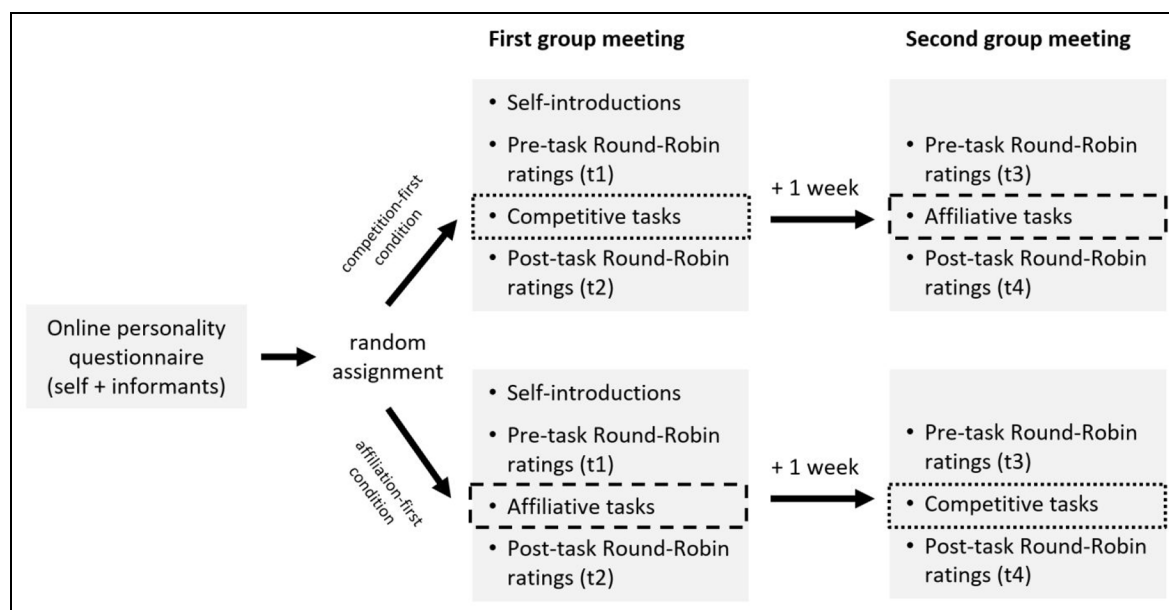 First group meeting
Second group meeting
• Self-introductions
• Pre-task Round-Robin
ratings (t1)
• Competitive tasks
• Post-task Round-Robin
ratings (t2)
+ 1 week
• Pre-task Round-Robin
ratings (t3)
• Affiliative tasks
• Post-task Round-Robin
ratings (t4)
competition-first
condition
Online personality
questionnaire
(self + informants)
random
assignment
affiliation-first
condition
• Self-introductions
• Pre-task Round-Robin
ratings (t1)
• Affiliative tasks
• Post-task Round-Robin
ratings (t2)
+ 1 week
• Pre-task Round-Robin
ratings (t3)
• Competitive tasks
• Post-task Round-Robin
ratings (t4)